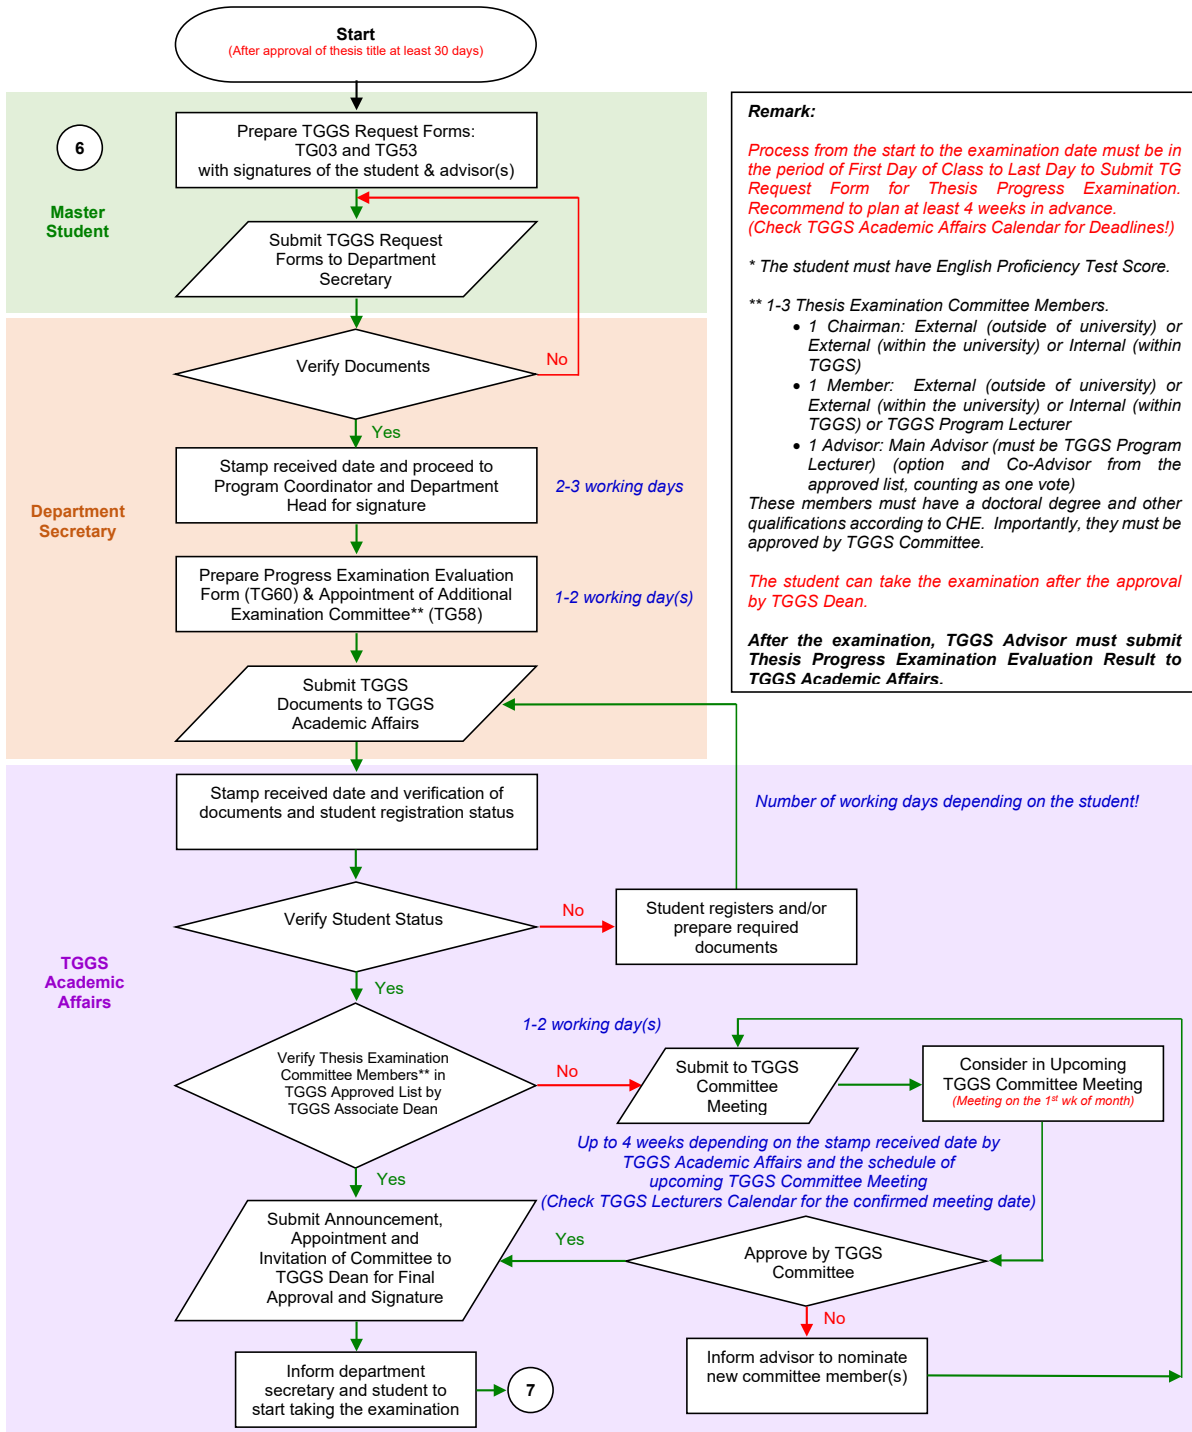 Start
(After approval of thesis title at least 30 days)
6
Master
Student
Prepare TGGS Request Forms:
TG03 and TG53
with signatures of the student & advisor(s)
Submit TGGS Request
Forms to Department
Secretary
Verify Documents
No
Yes
Department
Secretary
Stamp received date and proceed to
Program Coordinator and Department
Head for signature
2-3 working days
Prepare Progress Examination Evaluation
Form (TG60) & Appointment of Additional
Examination Committee** (TG58)
1-2 working day(s)
Submit TGGS
Documents to TGGS
Academic Affairs
Remark:
Process from the start to the examination date must be in
the period of First Day of Class to Last Day to Submit TG
Request Form for Thesis Progress Examination.
Recommend to plan at least 4 weeks in advance.
(Check TGGS Academic Affairs Calendar for Deadlines!)
* The student must have English Proficiency Test Score.
** 1-3 Thesis Examination Committee Members.
• 1 Chairman: External (outside of university) or
External (within the university) or Internal (within
TGGS)
• 1 Member: External (outside of university) or
External (within the university) or Internal (within
TGGS) or TGGS Program Lecturer
• 1 Advisor: Main Advisor (must be TGGS Program
Lecturer) (option and Co-Advisor from the
approved list, counting as one vote)
These members must have a doctoral degree and other
qualifications according to CHE. Importantly, they must be
approved by TGGS Committee.
The student can take the examination after the approval
by TGGS Dean.
After the examination, TGGS Advisor must submit
Thesis Progress Examination Evaluation Result to
TGGS Academic Affairs.
TGGS
Academic
Affairs
Stamp received date and verification of
documents and student registration status
Number of working days depending on the student!
Verify Student Status
No
Student registers and/or
prepare required
documents
Yes
1-2 working day(s)
Verify Thesis Examination
Committee Members** in
TGGS Approved List by
TGGS Associate Dean
No
Submit to TGGS
Committee
Meeting
Consider in Upcoming
TGGS Committee Meeting
(Meeting on the 1st wk of month)
Up to 4 weeks depending on the stamp received date by
TGGS Academic Affairs and the schedule of
upcoming TGGS Committee Meeting
(Check TGGS Lecturers Calendar for the confirmed meeting date)
Yes
Submit Announcement,
Appointment and
Invitation of Committee to
TGGS Dean for Final
Approval and Signature
Yes
Approve by TGGS
Committee
No
Inform advisor to nominate
new committee member(s)
Inform department
secretary and student to
start taking the examination
7